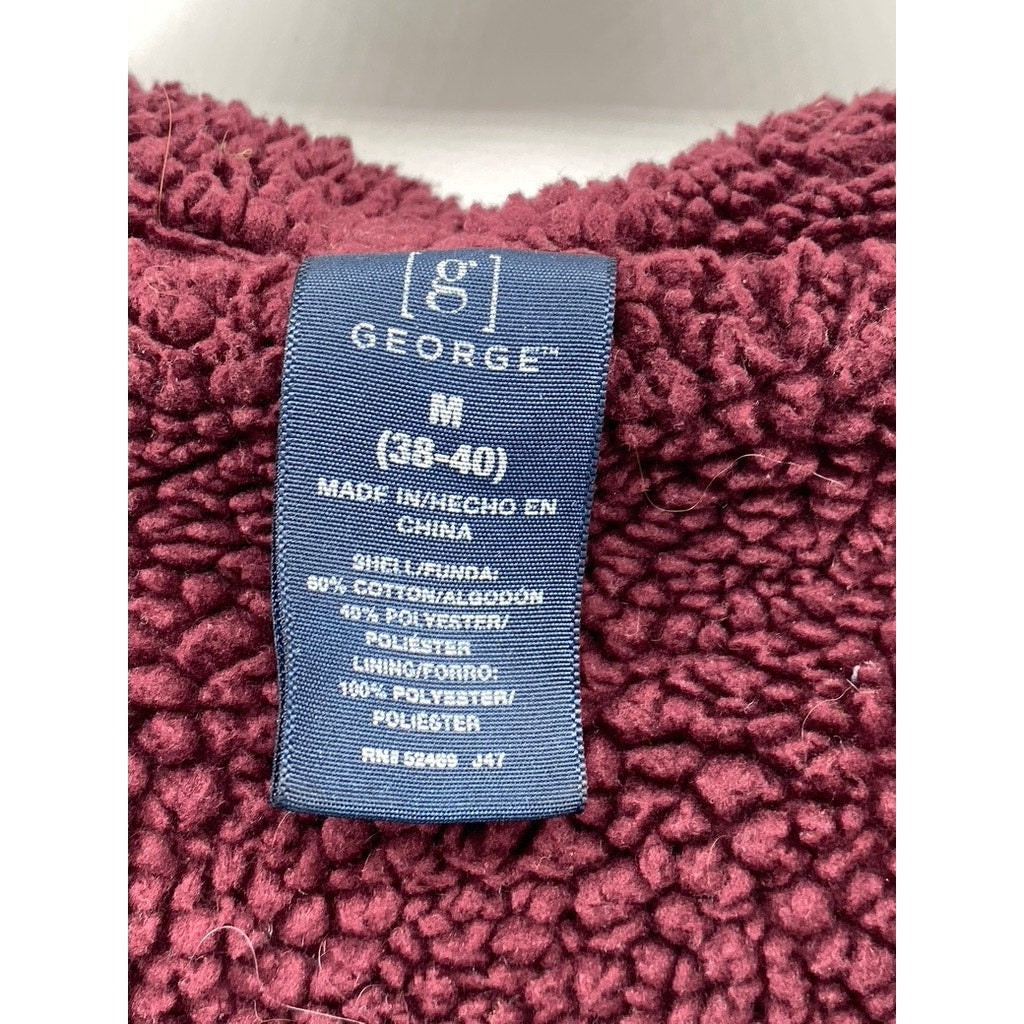 [g]
GEORGE™
M
(38-40)
MADE IN/HECHO EN
CHINA
SHELL/FUNDA:
60% COTTON/ALGODÓN
40% POLYESTER/
POLIÉSTER
LINING/FORRO:
100% POLYESTER/
POLIÉSTER
RN# 52469 J47